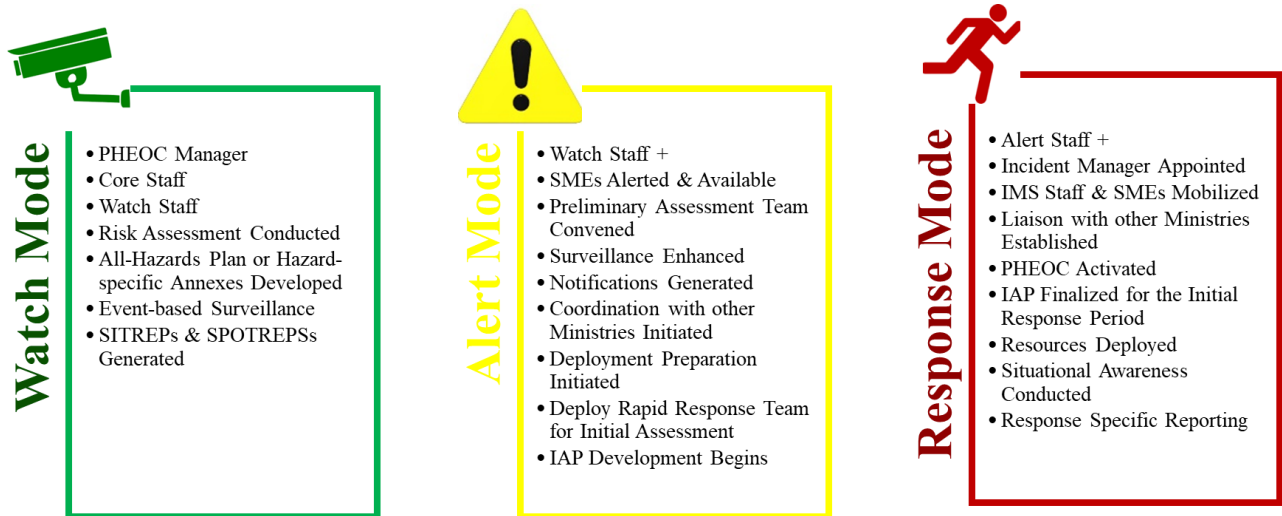 Watch Mode
• PHEOC Manager
• Core Staff
• Watch Staff
• Risk Assessment Conducted
• All-Hazards Plan or Hazard-
specific Annexes Developed
• Event-based Surveillance
• SITREPs & SPOTREPSs
Generated
Alert Mode
• Watch Staff +
• SMEs Alerted & Available
• Preliminary Assessment Team
Convened
• Surveillance Enhanced
• Notifications Generated
• Coordination with other
Ministries Initiated
• Deployment Preparation
Initiated
• Deploy Rapid Response Team
for Initial Assessment
• IAP Development Begins
Response Mode
• Alert Staff +
• Incident Manager Appointed
• IMS Staff & SMEs Mobilized
• Liaison with other Ministries
Established
• PHEOC Activated
• IAP Finalized for the Initial
Response Period
• Resources Deployed
• Situational Awareness
Conducted
• Response Specific Reporting